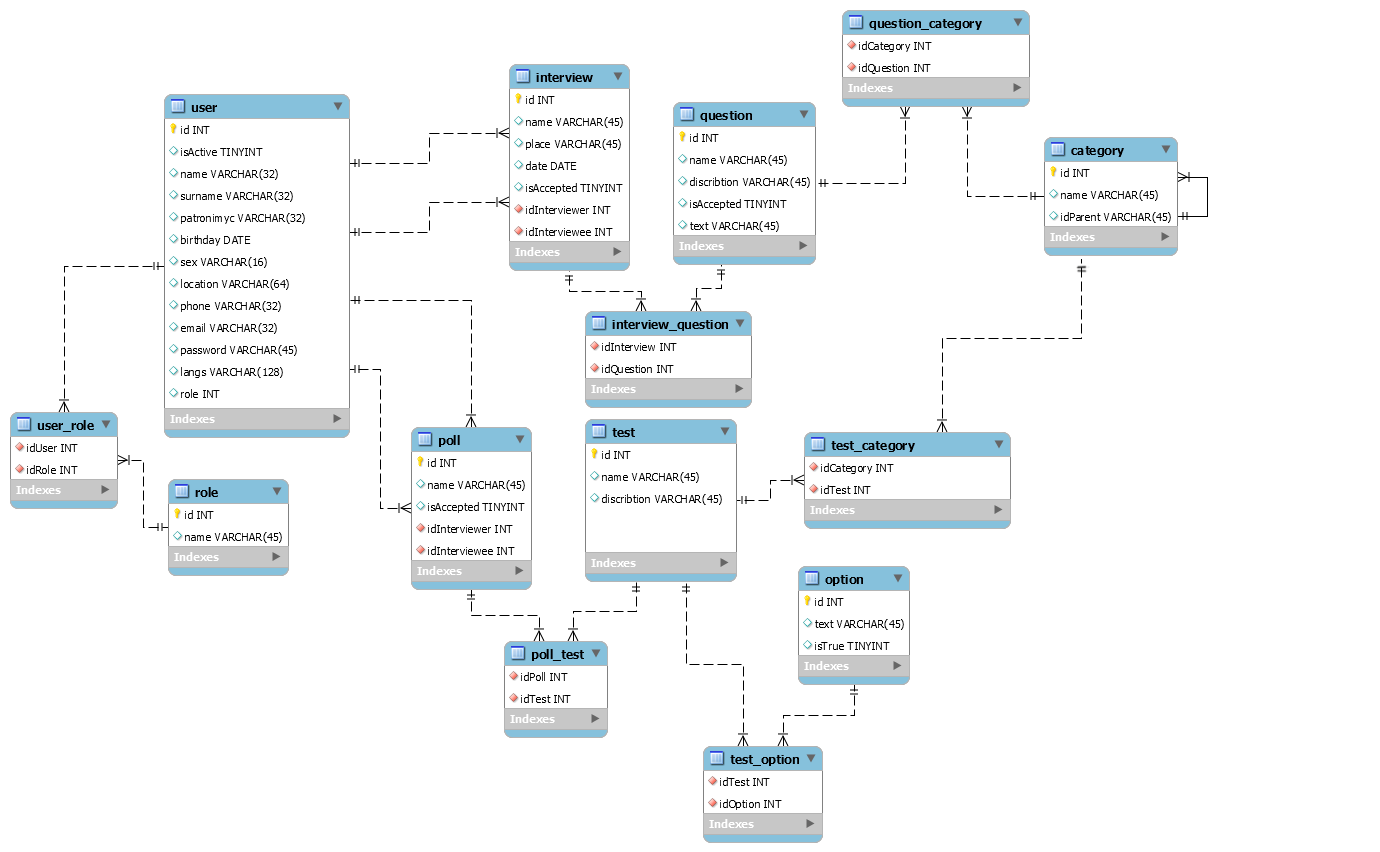 question_category
idCategory INT
idQuestion INT
Indexes
interview
id INT
name VARCHAR(45)
place VARCHAR(45)
date DATE
isAccepted TINYINT
idInterviewer INT
idInterviewee INT
Indexes
user
id INT
isActive TINYINT
name VARCHAR(32)
surname VARCHAR(32)
patronimyc VARCHAR(32)
birthday DATE
sex VARCHAR(16)
location VARCHAR(64)
phone VARCHAR(32)
email VARCHAR(32)
password VARCHAR(45)
langs VARCHAR(128)
role INT
Indexes
question
id INT
name VARCHAR(45)
discribtion VARCHAR(45)
isAccepted TINYINT
text VARCHAR(45)
Indexes
category
id INT
name VARCHAR(45)
idParent VARCHAR(45)
Indexes
interview_question
idInterview INT
idQuestion INT
Indexes
user_role
idUser INT
idRole INT
Indexes
role
id INT
name VARCHAR(45)
Indexes
poll
id INT
name VARCHAR(45)
isAccepted TINYINT
idInterviewer INT
idInterviewee INT
Indexes
test
id INT
name VARCHAR(45)
discribtion VARCHAR(45)
Indexes
test_category
idCategory INT
idTest INT
Indexes
option
id INT
text VARCHAR(45)
isTrue TINYINT
Indexes
poll_test
idPoll INT
idTest INT
Indexes
test_option
idTest INT
idOption INT
Indexes